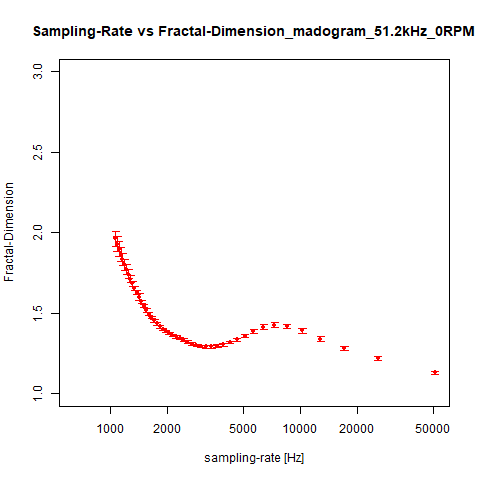 Sampling-Rate vs Fractal-Dimension_madogram_51.2kHz_0RPM
3.0
2.5
2.0
1.5
1.0
Fractal-Dimension
1000 2000 5000 10000 20000 50000
sampling-rate [Hz]